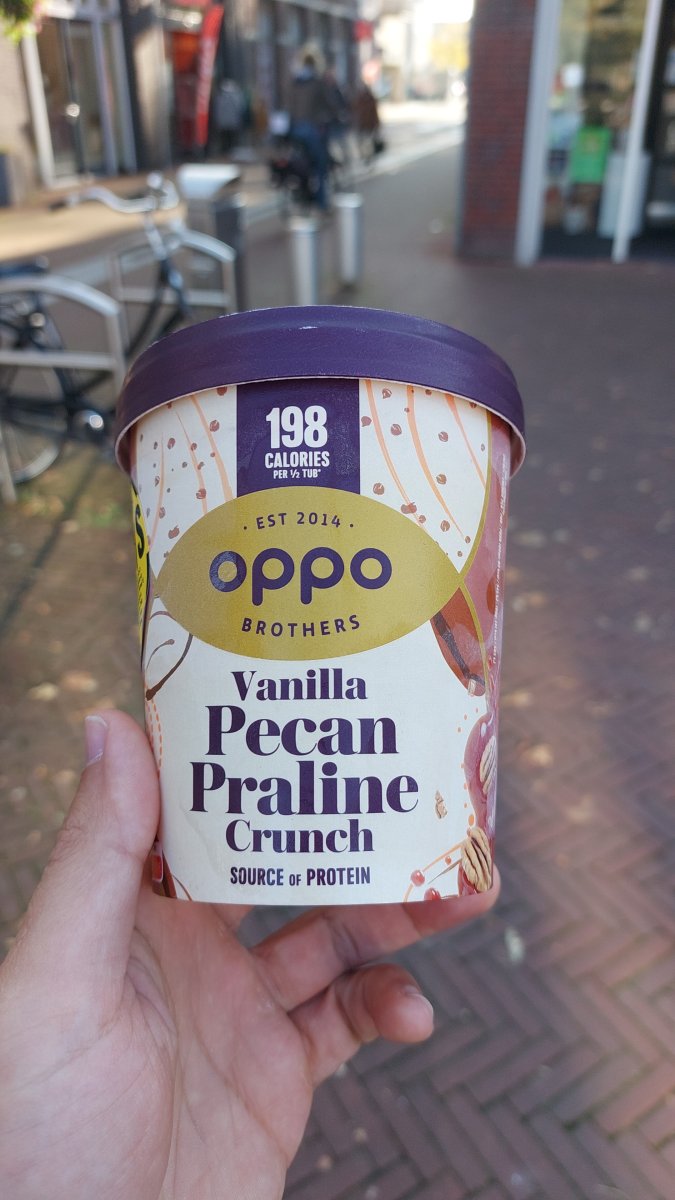 198
CALORIES
PER ½ TUB*
· EST 2014 ·
oppo
BROTHERS
Vanilla
Pecan
Praline
Crunch
SOURCE OF PROTEIN